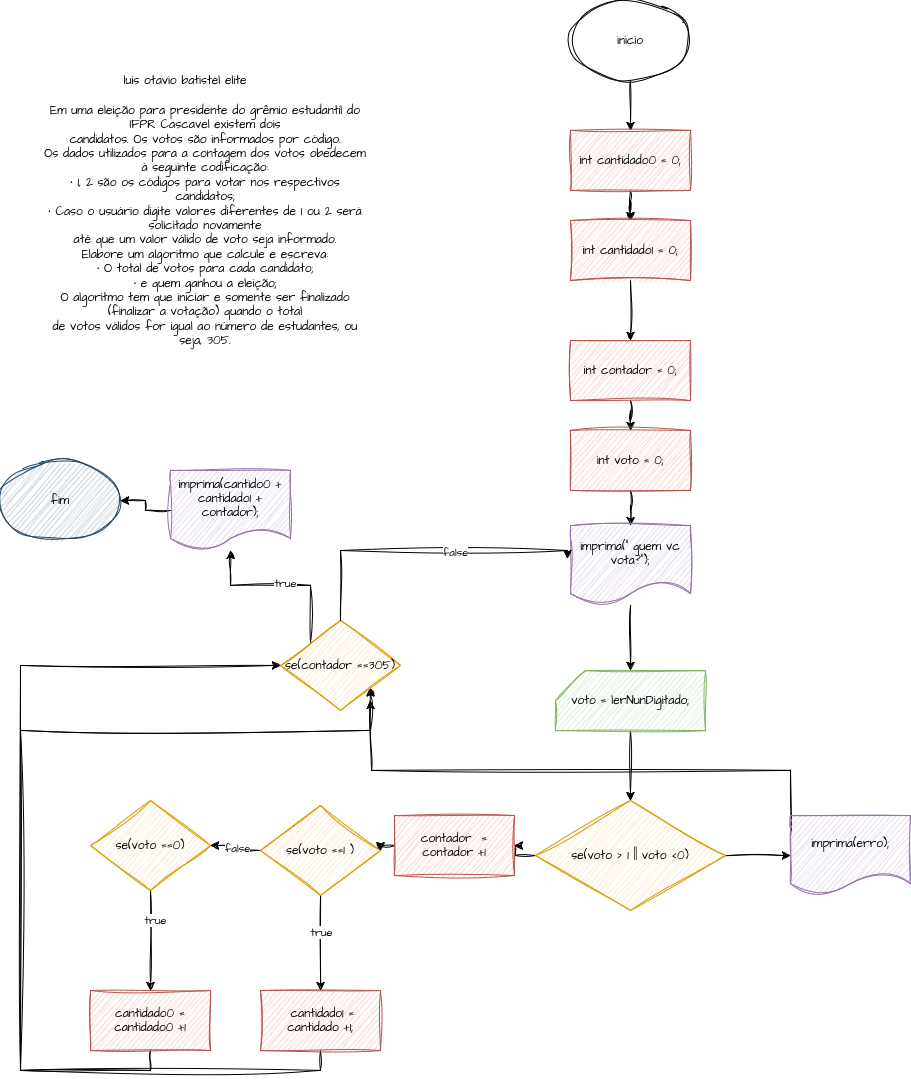 inicio
luis otavio batistel elite
Em uma eleição para presidente do grêmio estudantil do
IFPR Cascavel existem dois
candidatos. Os votos são informados por código.
Os dados utilizados para a contagem dos votos obedecem
à seguinte codificação:
• 1, 2 são os códigos para votar nos respectivos
candidatos;
• Caso o usuário digite valores diferentes de 1 ou 2 será
solicitado novamente
até que um valor válido de voto seja informado.
Elabore um algoritmo que calcule e escreva:
• O total de votos para cada candidato;
• e quem ganhou a eleição;
O algoritmo tem que iniciar e somente ser finalizado
(finalizar a votação) quando o total
de votos válidos for igual ao número de estudantes, ou
seja, 305.
int cantidado0 = 0;
int cantidado1 = 0;
int contador = 0;
int voto = 0;
imprima(" quem vc
vota?");
fim
imprima(cantido0 +
cantidado1 +
contador);
false
true
se(contador ==305)
voto = lerNunDigitado;
se(voto > 1 || voto <0)
imprima(erro);
contador =
contador +1
se(voto ==1 )
false
se(voto ==0)
true
true
cantidado0 =
cantidado0 +1
cantidado1 =
cantidado +1;